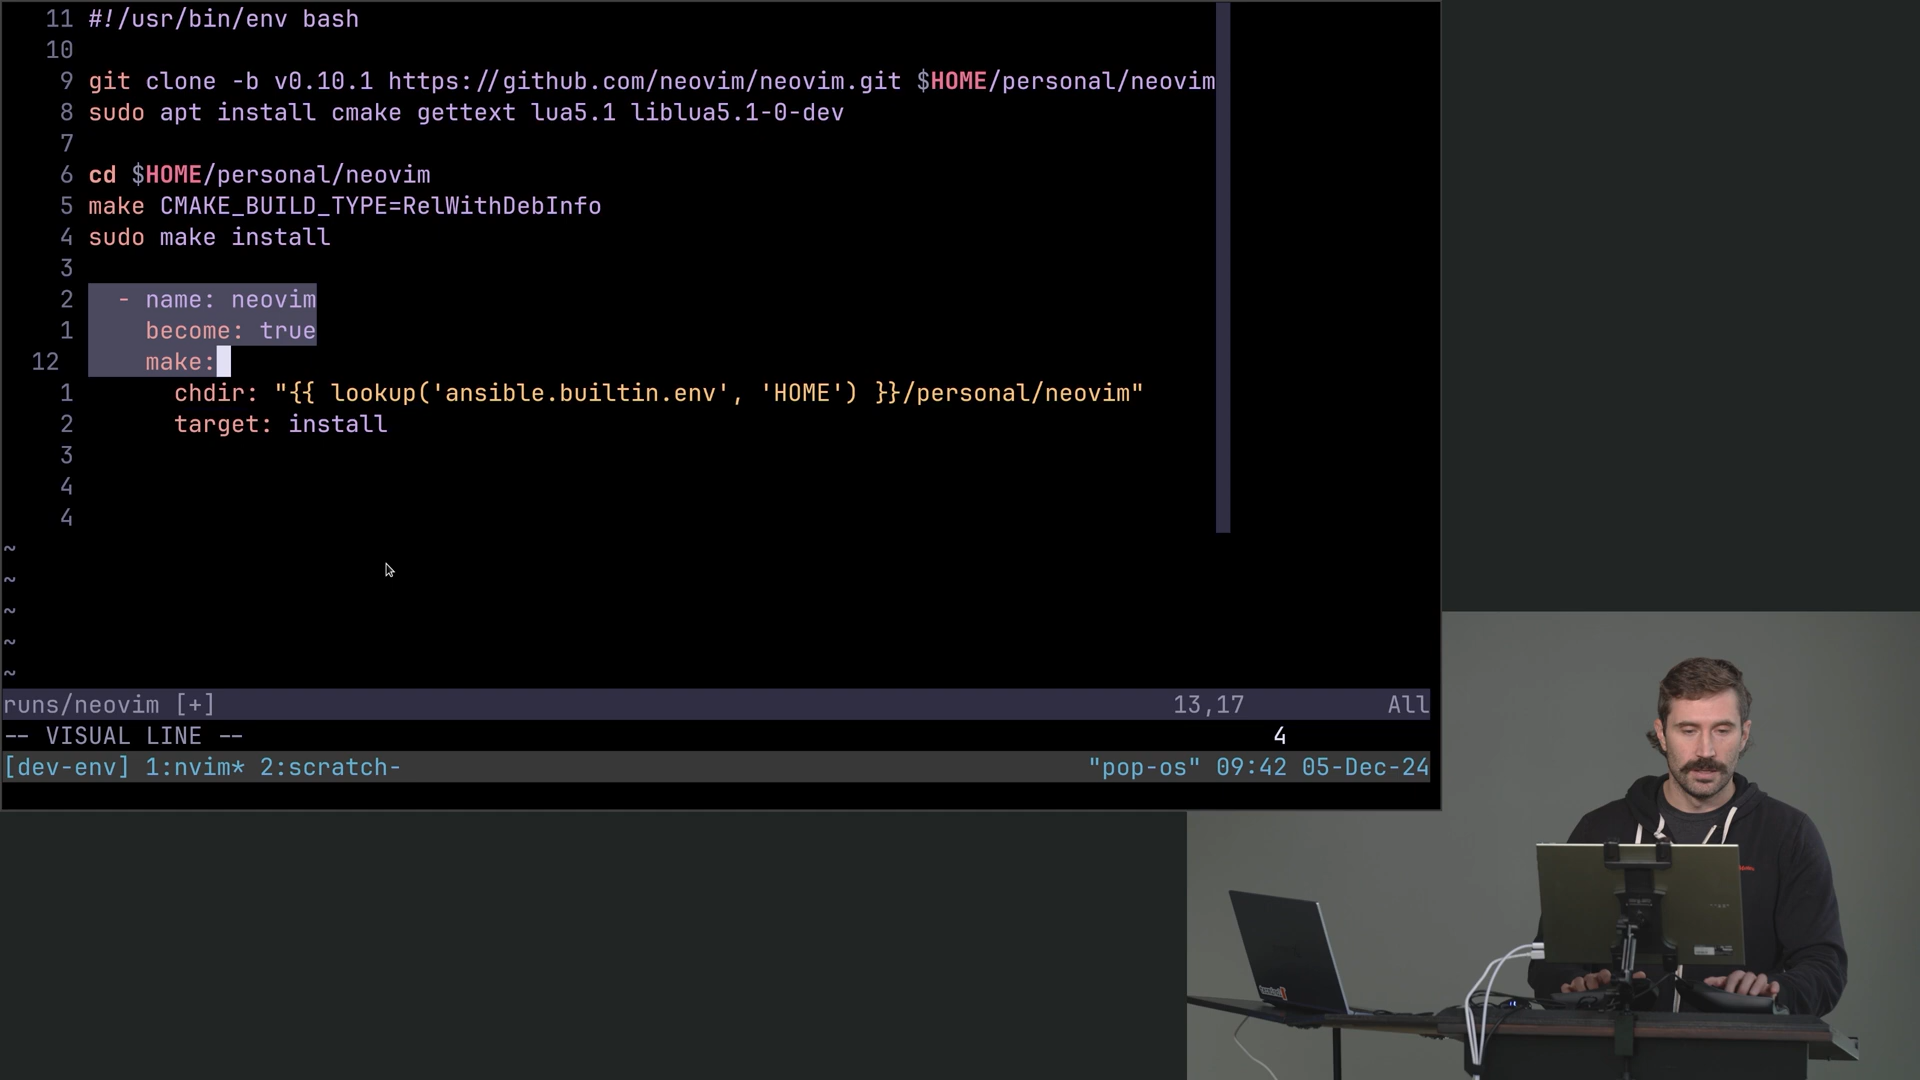 11 #!/usr/bin/env bash
10
9 git clone -b v0.10.1 https://github.com/neovim/neovim.git $HOME/personal/neovim
8 sudo apt install cmake gettext lua5.1 liblua5.1-0-dev
7
6 cd $HOME/personal/neovim
5 make CMAKE_BUILD_TYPE=RelWithDebInfo
4 sudo make install
3
2   - name: neovim
1     become: true
12     make:
1       chdir: "{{ lookup('ansible.builtin.env', 'HOME') }}/personal/neovim"
2       target: install
3
4
4
~
~
~
~
~
runs/neovim [+] 13,17 All
-- VISUAL LINE -- 4
[dev-env] 1:nvim* 2:scratch- "pop-os" 09:42 05-Dec-24